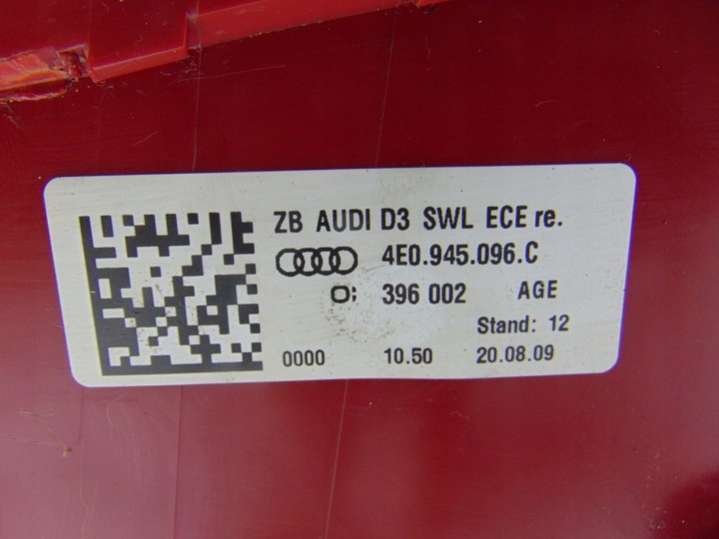 ZB AUDI D3 SWL ECE re.
4E0.945.096.C
396 002 AGE
Stand: 12
0000 10.50 20.08.09